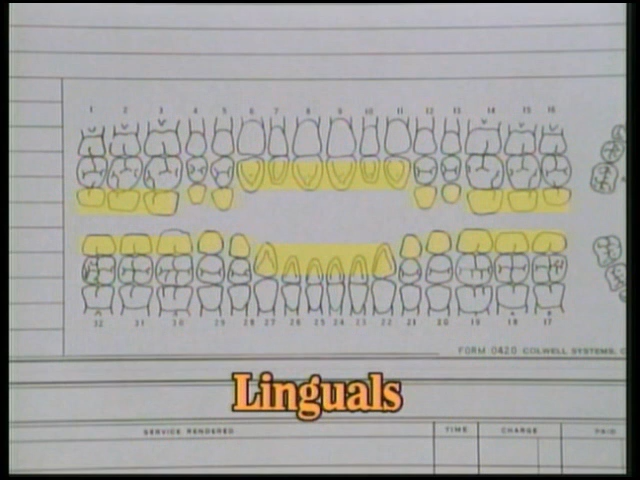 1 2 3 4 5 6 7 8 9 10 11 12 13 14 15 16
32 31 30 29 28 27 26 25 24 23 22 21 20 19 18 17
FORM 0420 COLWELL SYSTEMS, C
Linguals
SERVICE RENDERED TIME CHARGE PAID